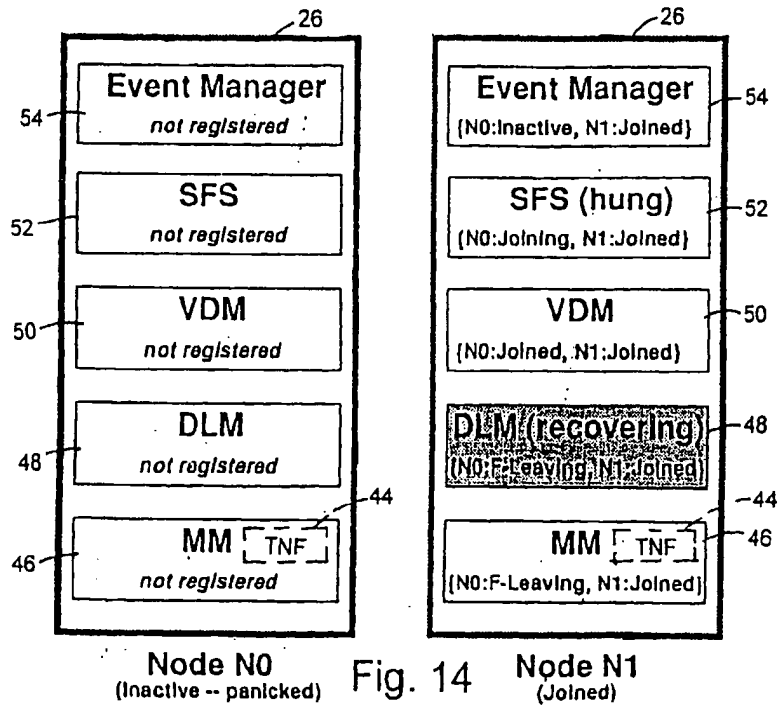 26
Event Manager
not registered
54
SFS
not registered
52
VDM
not registered
50
DLM
not registered
48
44
MM
TNF
not registered
46
Node N0
(Inactive -- panicked)
26
Event Manager
{N0:Inactive, N1:Joined}
54
SFS (hung)
{N0:Joining, N1:Joined}
52
VDM
{N0:Joined, N1:Joined}
50
DLM (recovering)
{N0:F-Leaving, N1:Joined}
48
44
MM
TNF
{N0:F-Leaving, N1:Joined}
46
Node N1
(Joined)
Fig. 14